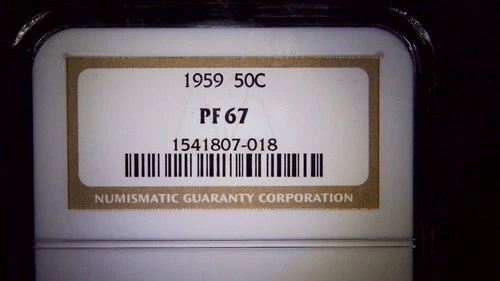 1959 50C
PF 67
1541807-018
NUMISMATIC GUARANTY CORPORATION